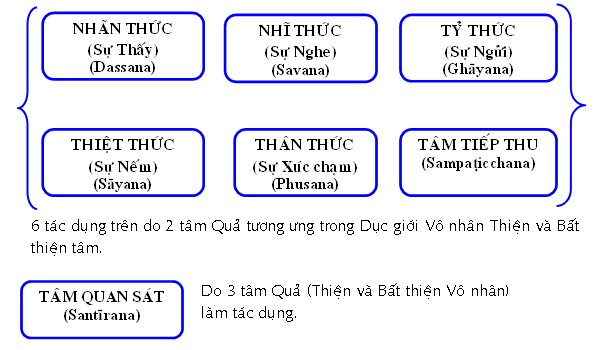 NHÃN THỨC
(Sự Thấy)
(Dassana)
NHĨ THỨC
(Sự Nghe)
(Savana)
TỶ THỨC
(Sự Ngửi)
(Ghāyana)
THIỆT THỨC
(Sự Nếm)
(Sāyana)
THÂN THỨC
(Sự Xúc chạm)
(Phusana)
TÂM TIẾP THU
(Sampaṭicchana)
6 tác dụng trên do 2 tâm Quả tương ưng trong Dục giới Vô nhân Thiện và Bất
thiện tâm.
TÂM QUAN SÁT
(Santīrana)
Do 3 tâm Quả (Thiện và Bất thiện Vô nhân)
làm tác dụng.